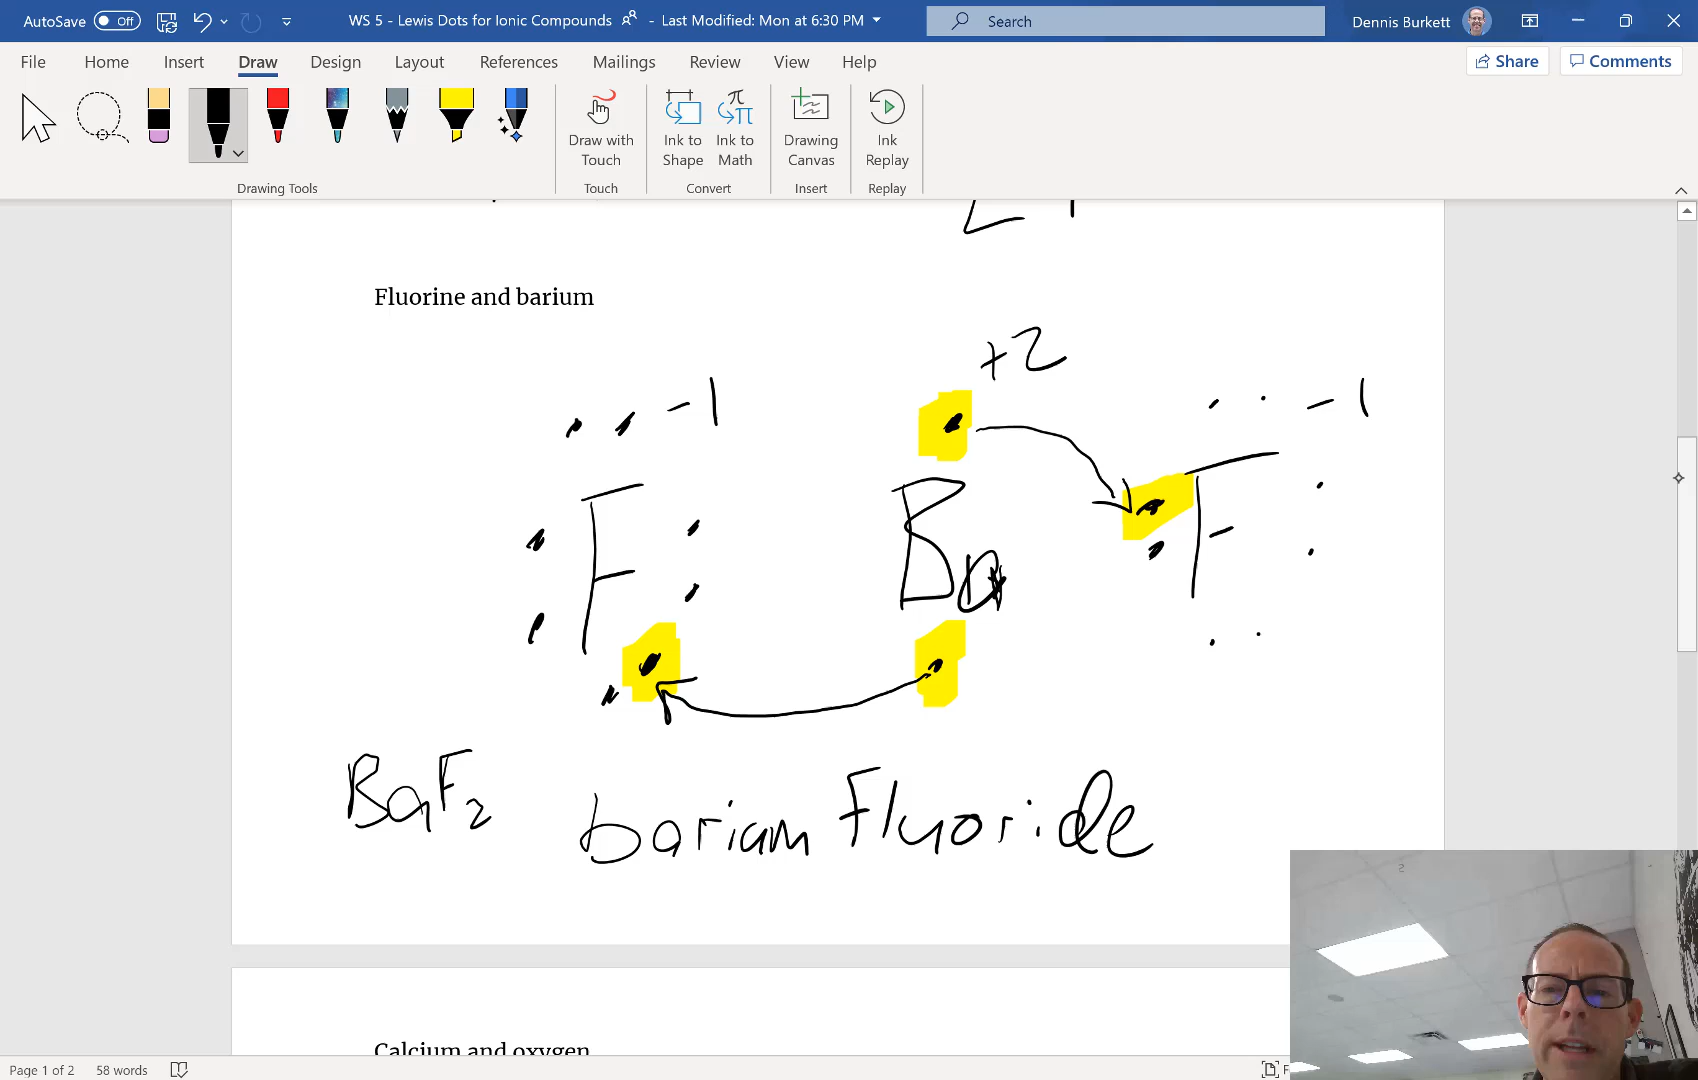 AutoSave Off WS 5 - Lewis Dots for Ionic Compounds - Last Modified: Mon at 6:30 PM Search Dennis Burkett
File Home Insert Draw Design Layout References Mailings Review View Help Share Comments
Draw with Touch
Ink to Shape
Ink to Math
Drawing Canvas
Ink Replay
Drawing Tools Touch Convert Insert Replay
Fluorine and barium
+2
-1
-1
F Ba F
BaF2 barium Fluoride
Calcium and oxygen
Page 1 of 2 58 words